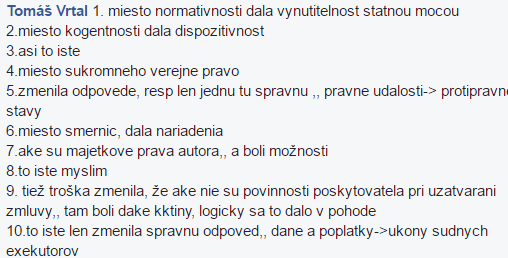 Tomáš Vrtal 1. miesto normativnosti dala vynutitelnost statnou mocou
2.miesto kogentnosti dala dispozitivnost
3.asi to iste
4.miesto sukromneho verejne pravo
5.zmenila odpovede, resp len jednu tu spravnu ,, pravne udalosti-> protipravne
stavy
6.miesto smernic, dala nariadenia
7.ake su majetkove prava autora,, a boli možnosti
8.to iste myslim
9. tiež troška zmenila, že ake nie su povinnosti poskytovatela pri uzatvarani
zmluvy,, tam boli dake kktiny, logicky sa to dalo v pohode
10.to iste len zmenila spravnu odpoved,, dane a poplatky->ukony sudnych
exekutorov